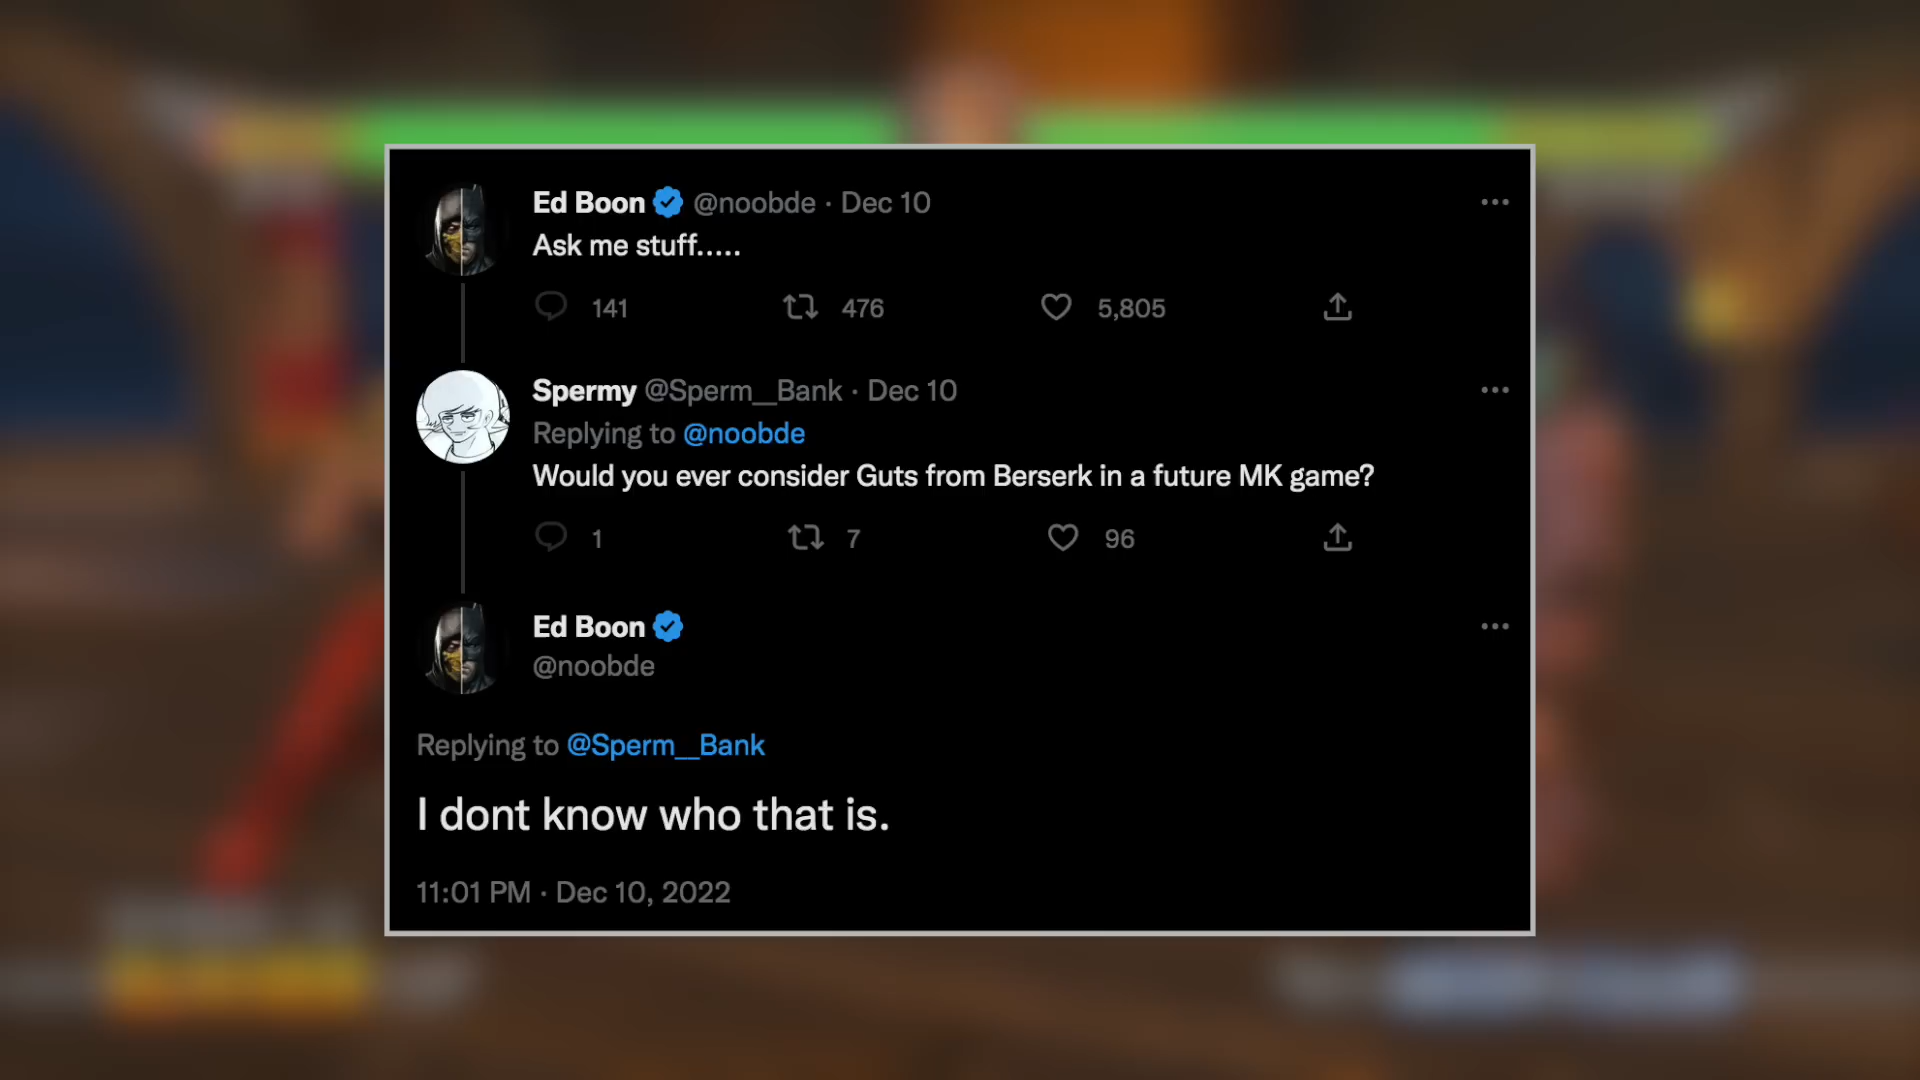 Ed Boon @noobde · Dec 10
Ask me stuff.....
141 476 5,805
Spermy @Sperm__Bank · Dec 10
Replying to @noobde
Would you ever consider Guts from Berserk in a future MK game?
1 7 96
Ed Boon
@noobde
Replying to @Sperm__Bank
I dont know who that is.
11:01 PM · Dec 10, 2022